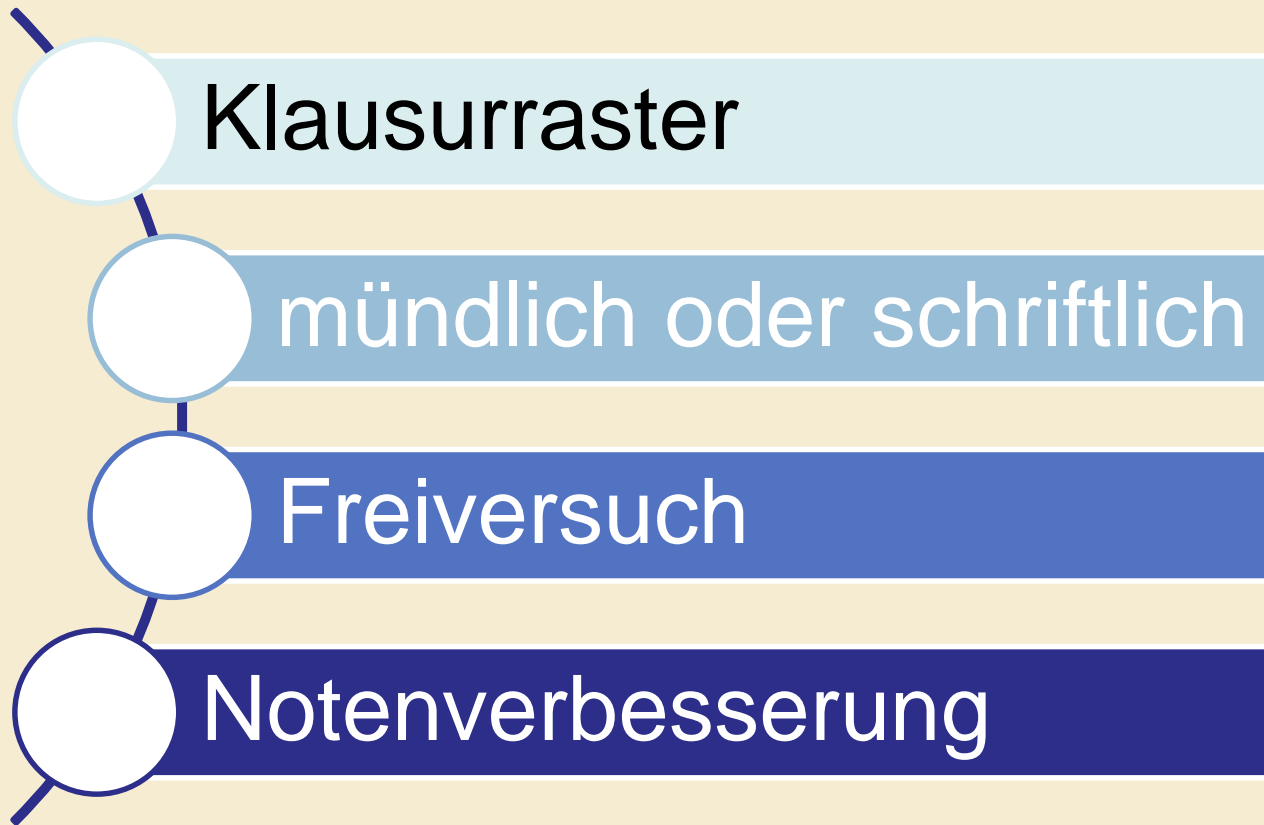 Klausurraster
mündlich oder schriftlich
Freiversuch
Notenverbesserung